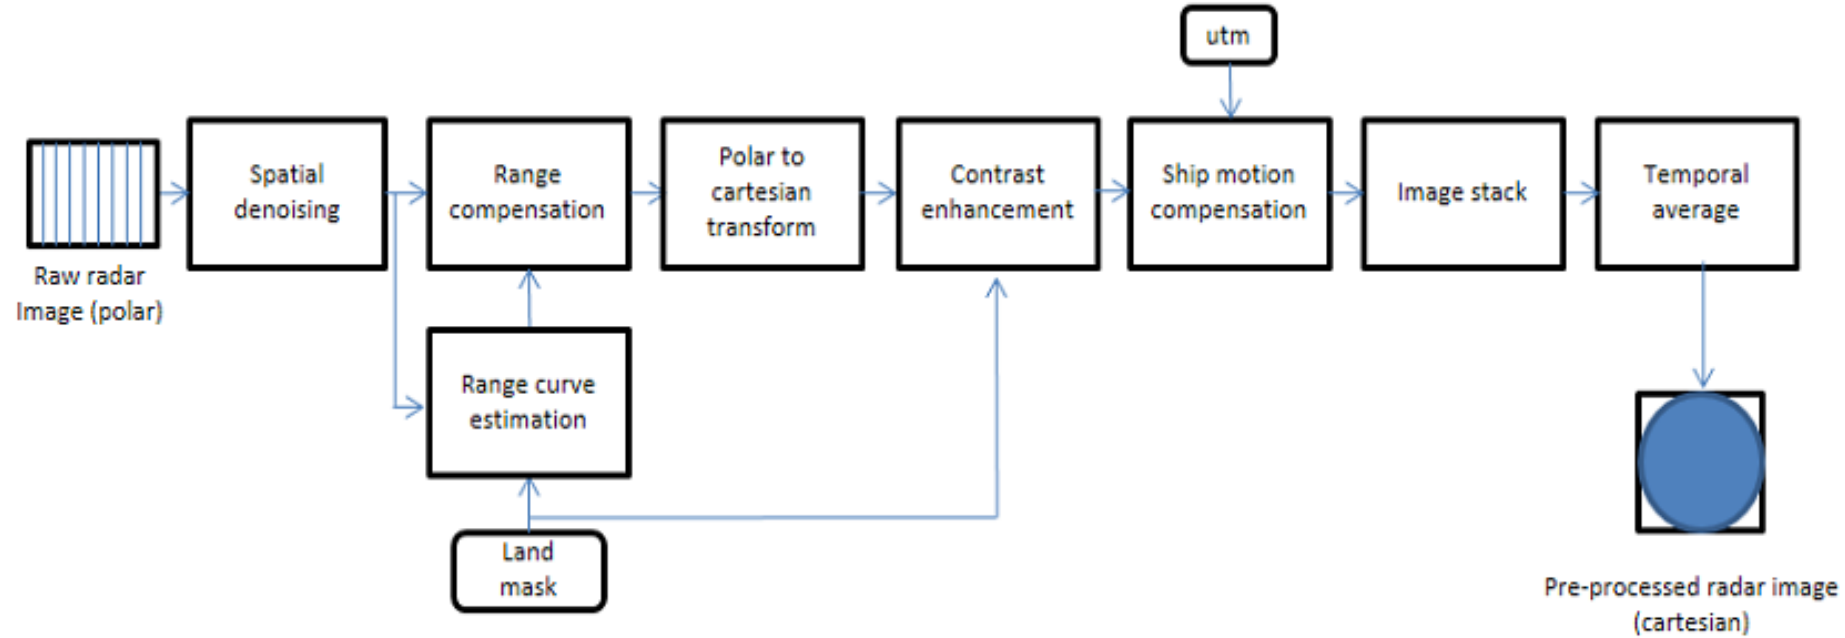 utm
Spatial
denoising
Range
compensation
Polar to
cartesian
transform
Contrast
enhancement
Ship motion
compensation
Image stack
Temporal
average
Raw radar
Image (polar)
Range curve
estimation
Land
mask
Pre-processed radar image
(cartesian)